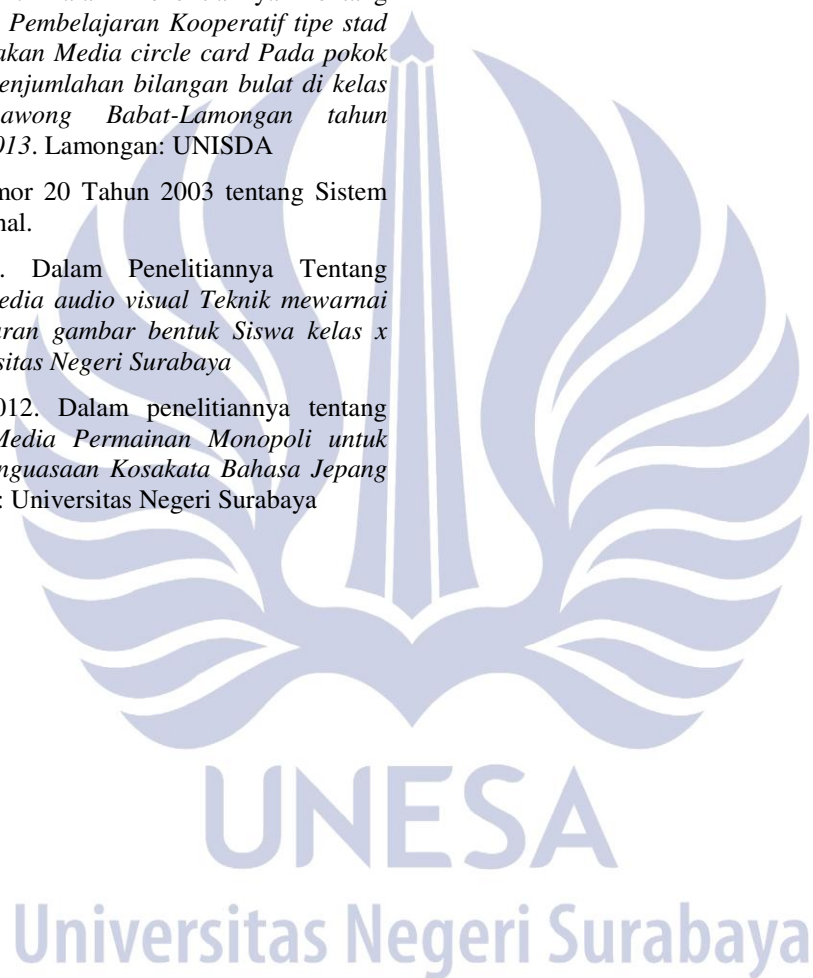 Pembelajaran Kooperatif tipe stad
akan Media circle card Pada pokok
enjumlahan bilangan bulat di kelas
awong Babat-Lamongan tahun
013. Lamongan: UNISDA
mor 20 Tahun 2003 tentang Sistem
nal.
. Dalam Penelitiannya Tentang
edia audio visual Teknik mewarnai
ran gambar bentuk Siswa kelas x
sitas Negeri Surabaya
012. Dalam penelitiannya tentang
Media Permainan Monopoli untuk
nguasaan Kosakata Bahasa Jepang
: Universitas Negeri Surabaya
UNESA
Universitas Negeri Surabaya